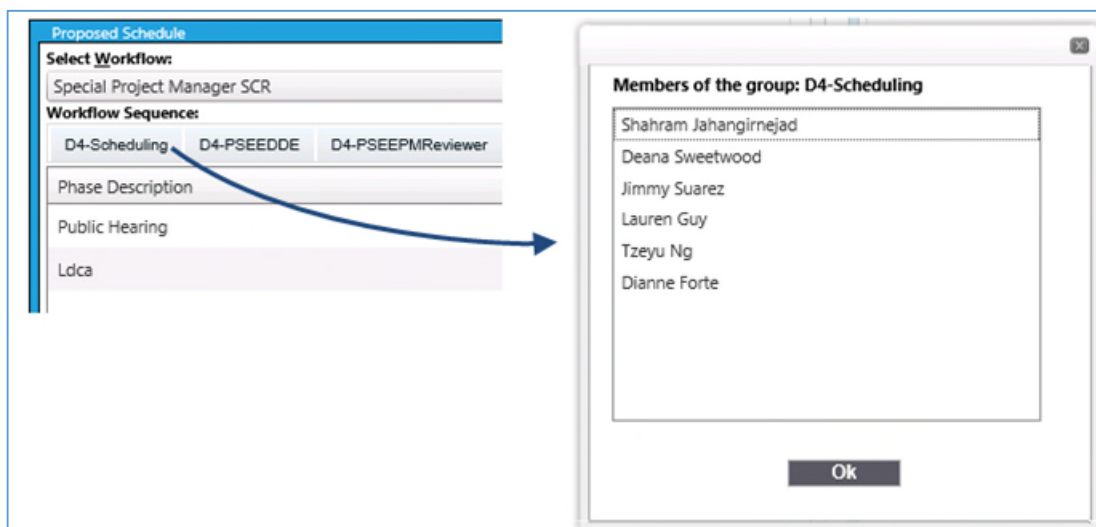 Proposed Schedule
Select Workflow:
Special Project Manager SCR
Workflow Sequence:
D4-Scheduling D4-PSEEDDE D4-PSEEPMReviewer
Phase Description
Public Hearing
Ldca
Members of the group: D4-Scheduling
Shahram Jahangirnejad
Deana Sweetwood
Jimmy Suarez
Lauren Guy
Tzeyu Ng
Dianne Forte
Ok